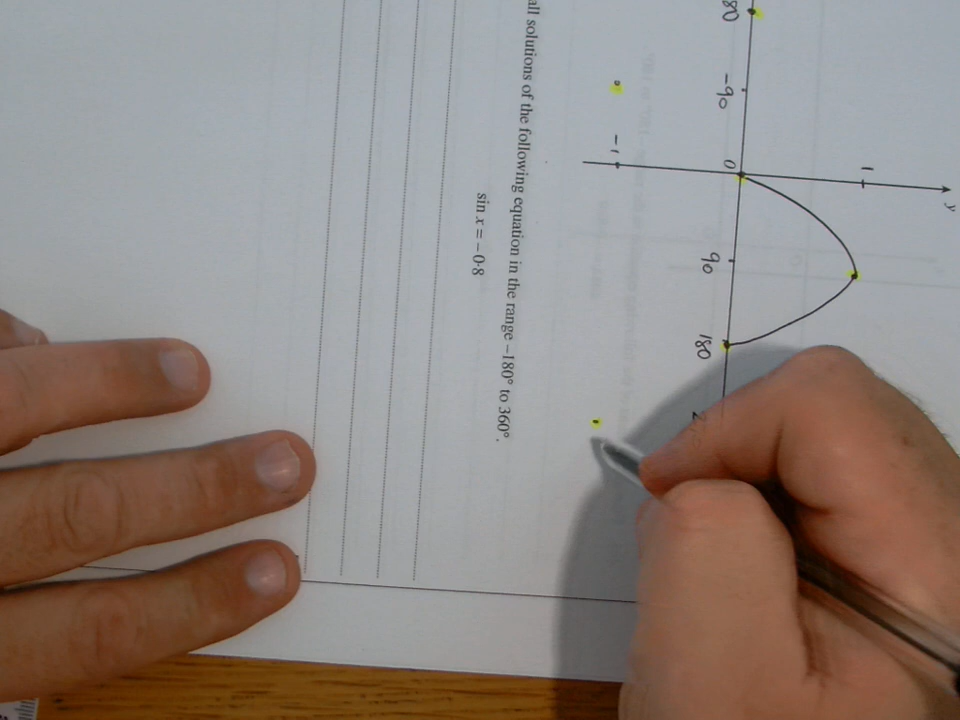 y
1
80 -90 0 90 180
-1
all solutions of the following equation in the range −180° to 360°.
sin x = − 0·8